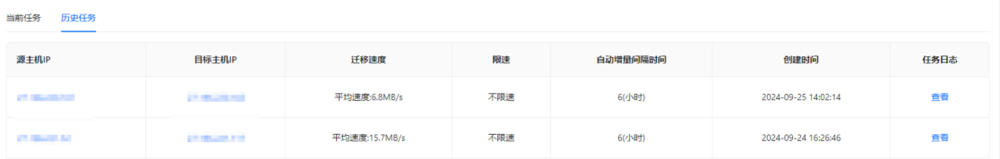 当前任务 历史任务
源主机IP 目标主机IP 迁移速度 限速 自动增量间隔时间 创建时间 任务日志
平均速度:6.8MB/s 不限速 6(小时) 2024-09-25 14:02:14 查看
平均速度:15.7MB/s 不限速 6(小时) 2024-09-24 16:26:46 查看